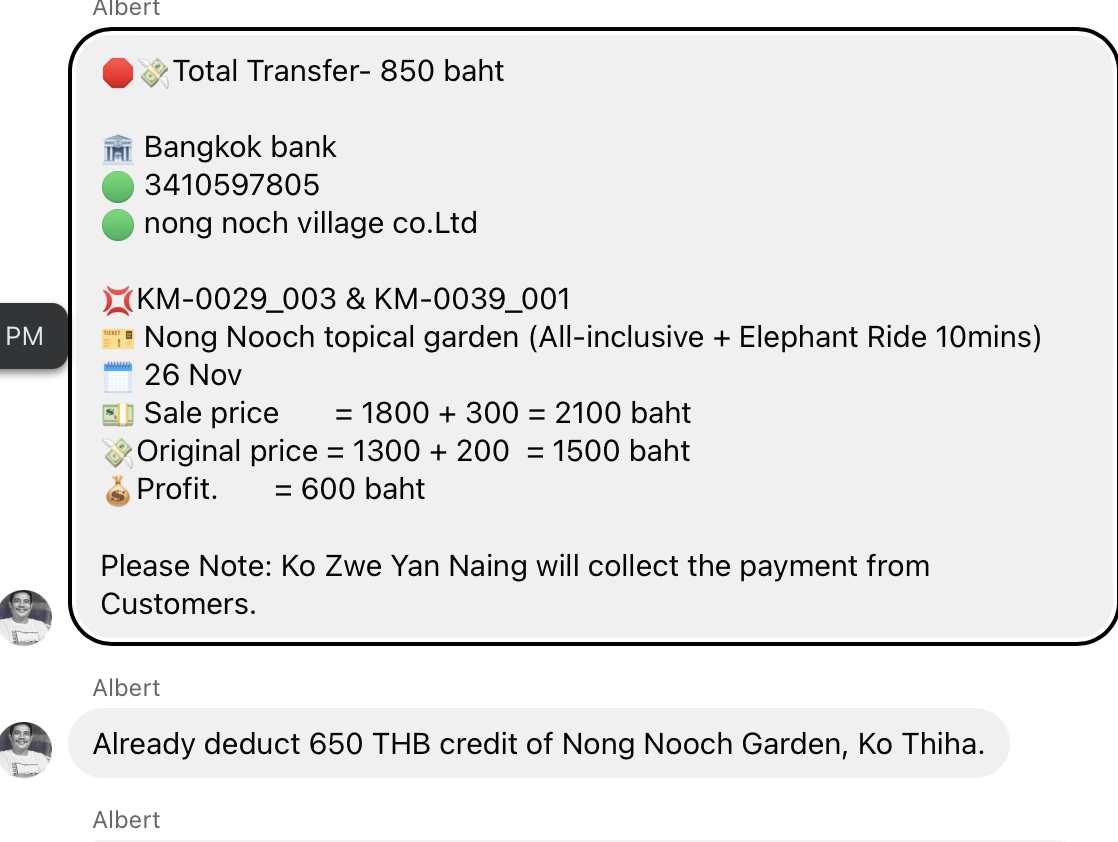 Albert
🛑💸Total Transfer- 850 baht
🏦 Bangkok bank
🟢 3410597805
🟢 nong noch village co.Ltd
💢KM-0029_003 & KM-0039_001
🎫 Nong Nooch topical garden (All-inclusive + Elephant Ride 10mins)
🗓️ 26 Nov
💵 Sale price = 1800 + 300 = 2100 baht
💸Original price = 1300 + 200 = 1500 baht
💰Profit. = 600 baht
PM
Please Note: Ko Zwe Yan Naing will collect the payment from
Customers.
Albert
Already deduct 650 THB credit of Nong Nooch Garden, Ko Thiha.
Albert